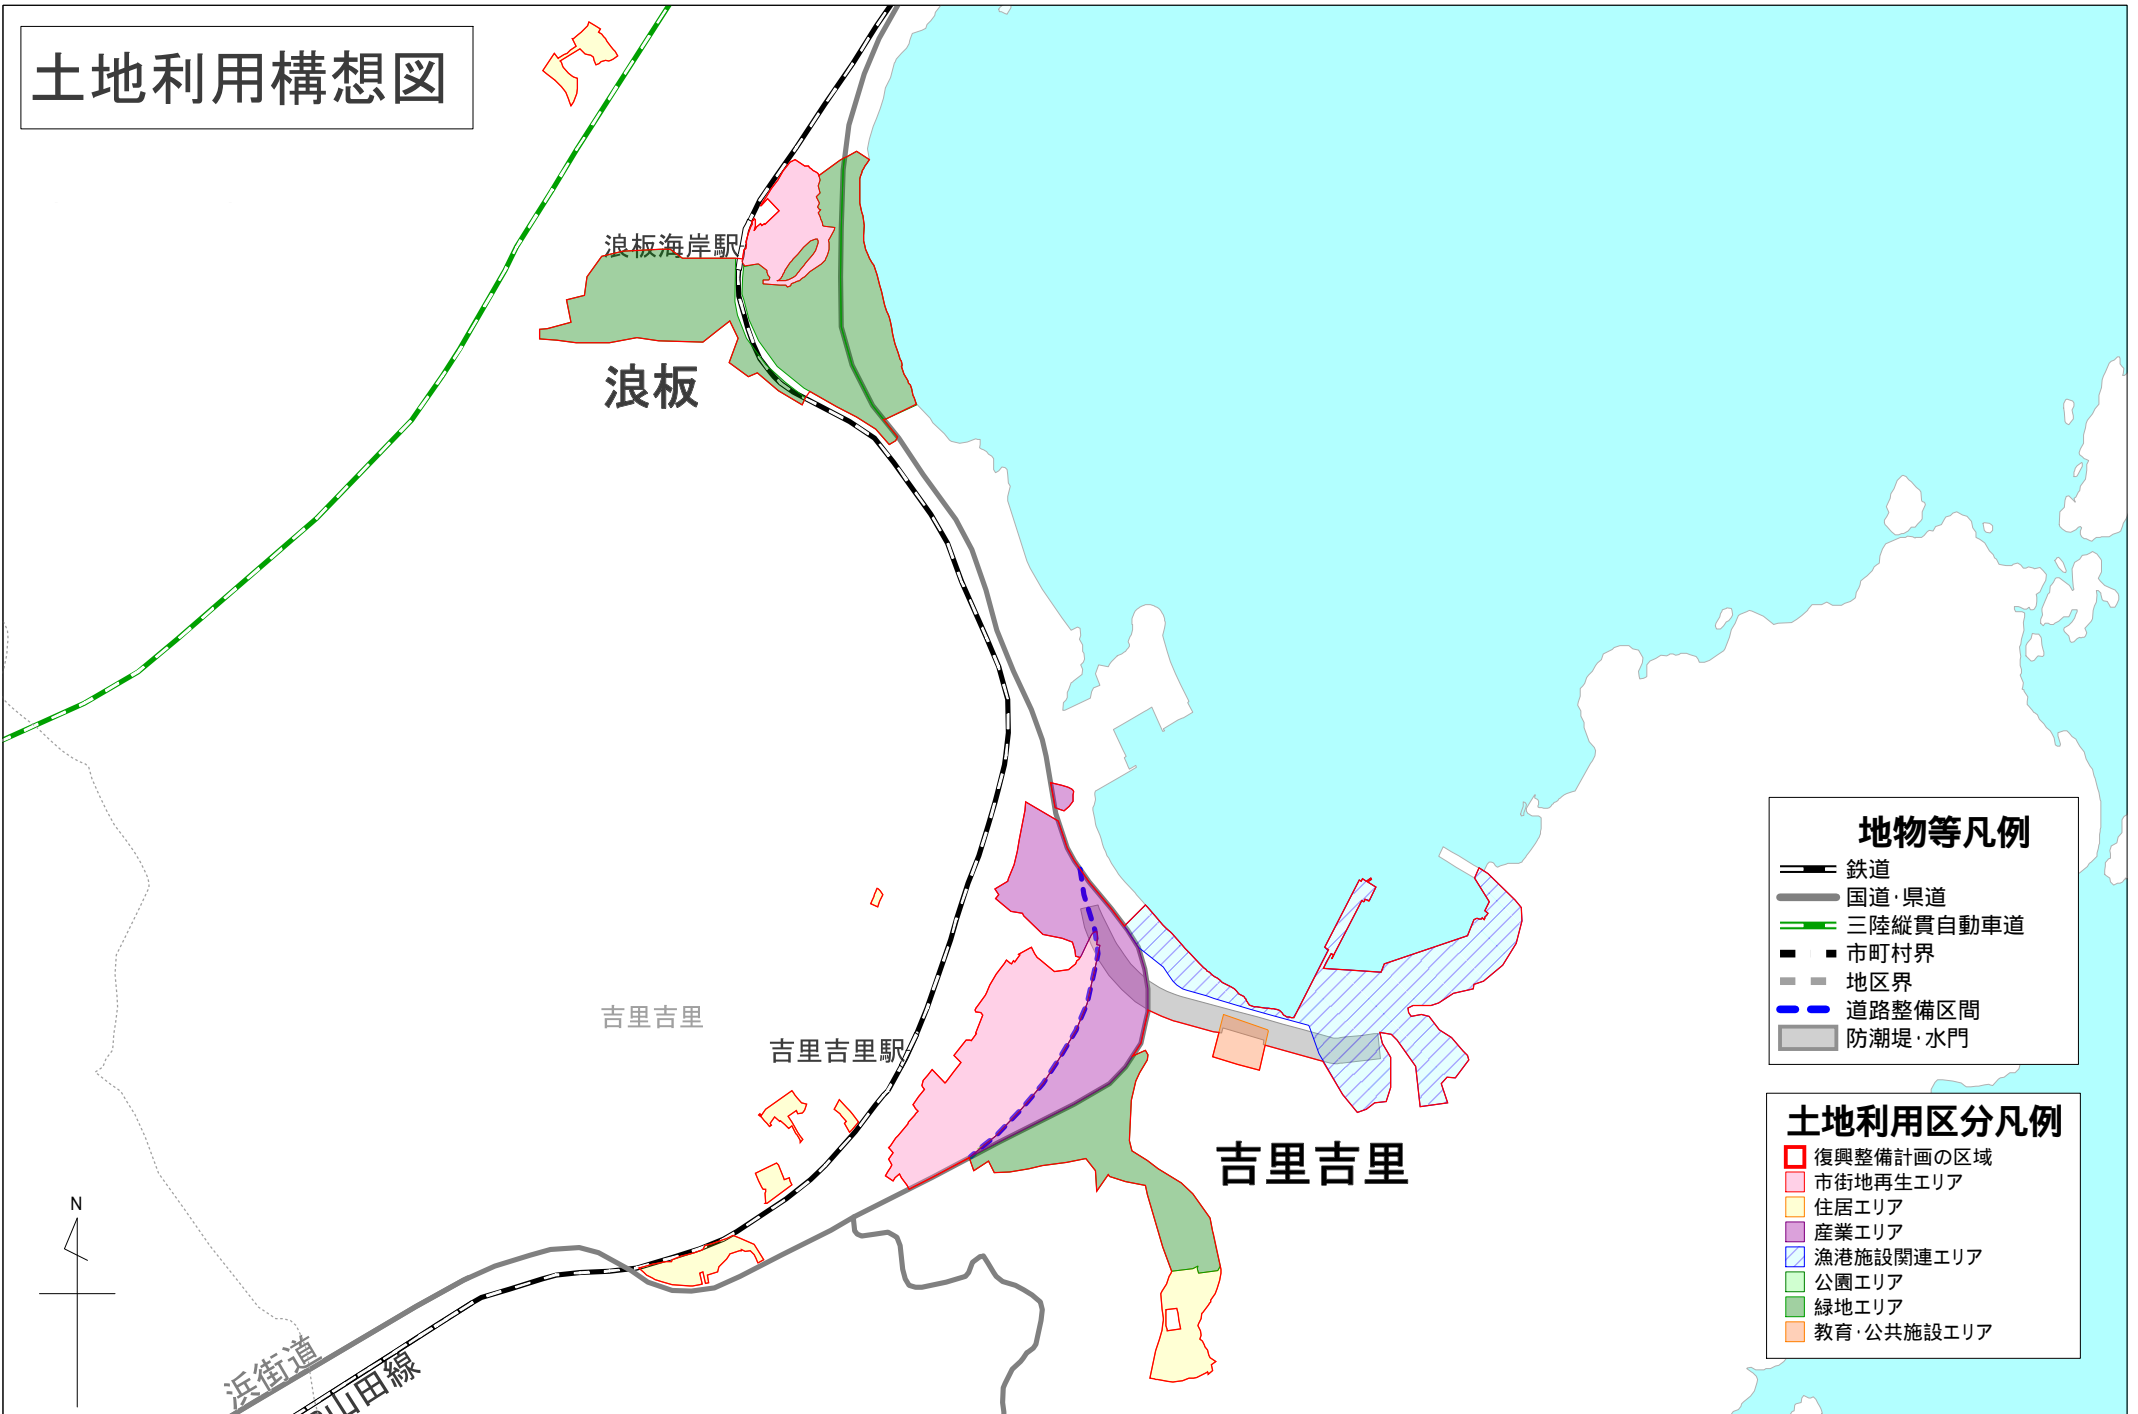 土地利用構想図
浪板海岸駅
浪板
吉里吉里
吉里吉里駅
吉里吉里
N
浜街道
山田線
地物等凡例
鉄道
国道・県道
三陸縦貫自動車道
市町村界
地区界
道路整備区間
防潮堤・水門
土地利用区分凡例
復興整備計画の区域
市街地再生エリア
住居エリア
産業エリア
漁港施設関連エリア
公園エリア
緑地エリア
教育・公共施設エリア